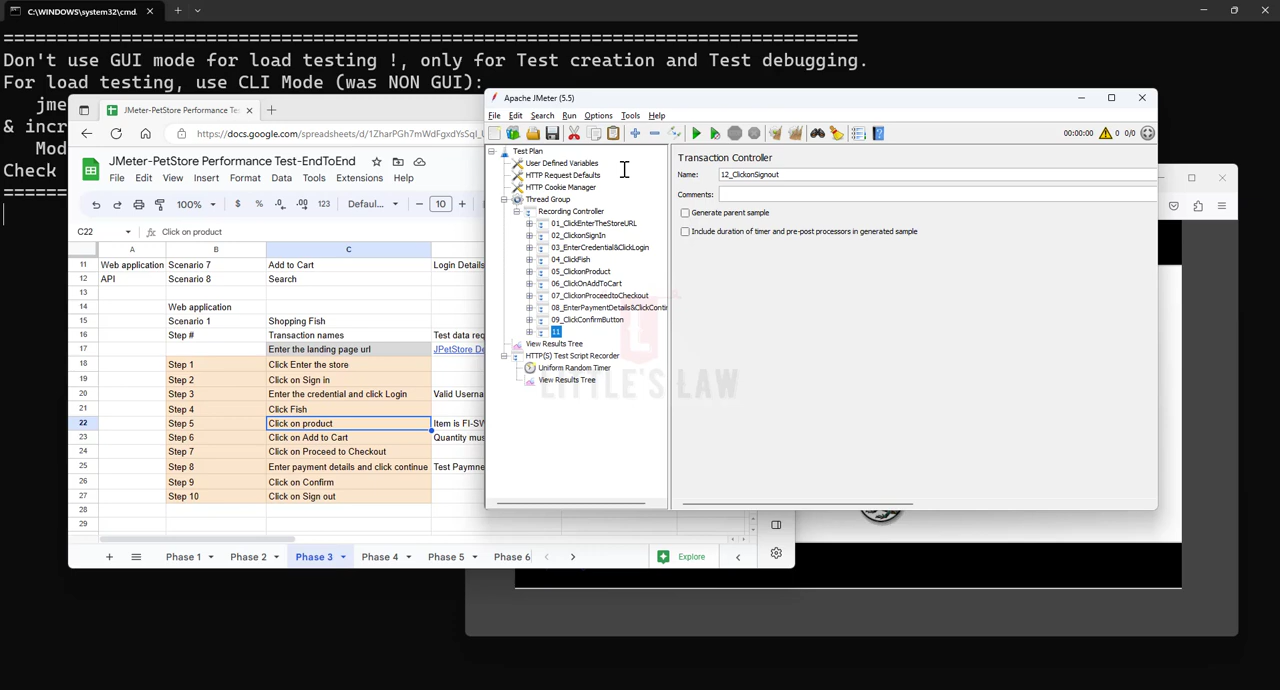 C:\WINDOWS\system32\cmd.
================================================================================
Don't use GUI mode for load testing !, only for Test creation and Test debugging.
For load testing, use CLI Mode (was NON GUI):
jme
& incr
Mod
Check
JMeter-PetStore Performance Te
https://docs.google.com/spreadsheets/d/1ZharPGh7mWdFgxdYsSqI_
JMeter-PetStore Performance Test-EndToEnd
File Edit View Insert Format Data Tools Extensions Help
100% $ % .0 .00 123 Defaul... 10
C22 fx Click on product
A B C
11 Web application Scenario 7 Add to Cart Login Details
12 API Scenario 8 Search
13
14 Web application
15 Scenario 1 Shopping Fish
16 Step # Transaction names Test data req
17 Enter the landing page url JPetStore De
18 Step 1 Click Enter the store
19 Step 2 Click on Sign in
20 Step 3 Enter the credential and click Login Valid Userna
21 Step 4 Click Fish
22 Step 5 Click on product Item is FI-SW
23 Step 6 Click on Add to Cart Quantity mus
24 Step 7 Click on Proceed to Checkout
25 Step 8 Enter payment details and click continue Test Paymne
26 Step 9 Click on Confirm
27 Step 10 Click on Sign out
28
29
Phase 1 Phase 2 Phase 3 Phase 4 Phase 5 Phase 6 Explore
Apache JMeter (5.5)
File Edit Search Run Options Tools Help
00:00:00 0 0/0
Test Plan
User Defined Variables
HTTP Request Defaults
HTTP Cookie Manager
Thread Group
Recording Controller
01_ClickEnterTheStoreURL
02_ClickonSignIn
03_EnterCredential&ClickLogin
04_ClickFish
05_ClickonProduct
06_ClickOnAddToCart
07_ClickonProceedtoCheckout
08_EnterPaymentDetails&ClickConti
09_ClickConfirmButton
11
View Results Tree
HTTP(S) Test Script Recorder
Uniform Random Timer
View Results Tree
Transaction Controller
Name: 12_ClickonSignout
Comments:
Generate parent sample
Include duration of timer and pre-post processors in generated sample
LITTLE'S LAW